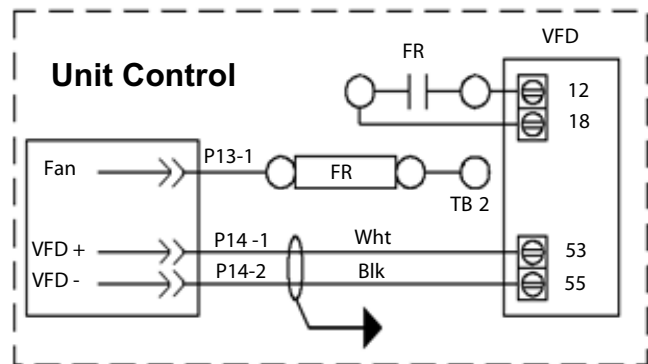 VFD
FR
Unit Control
12
18
Fan
P13-1
FR
TB 2
VFD +
P14 -1
Wht
53
VFD -
P14-2
Blk
55